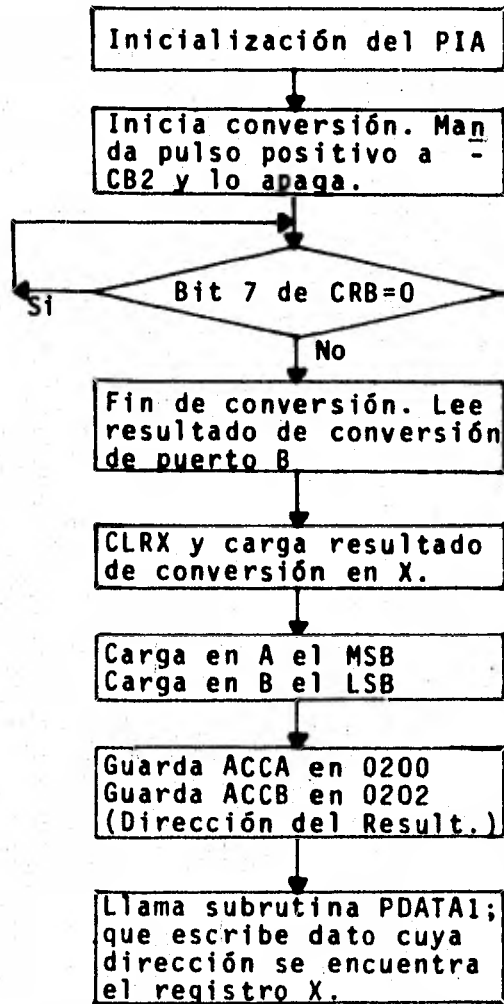 Inicialización del PIA
Inicia conversión. Man
da pulso positivo a -
CB2 y lo apaga.
Bit 7 de CRB=0
Si
No
Fin de conversión. Lee
resultado de conversión
de puerto B
CLRX y carga resultado
de conversión en X.
Carga en A el MSB
Carga en B el LSB
Guarda ACCA en 0200
Guarda ACCB en 0202
(Dirección del Result.)
Llama subrutina PDATA1;
que escribe dato cuya
dirección se encuentra
el registro X.